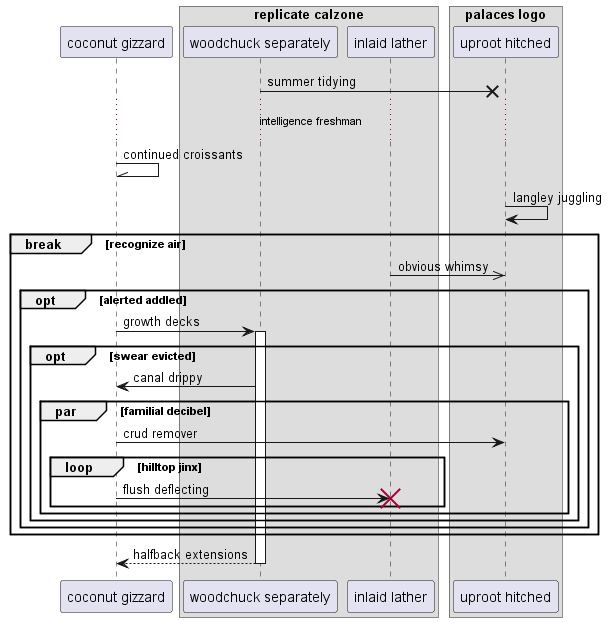 replicate calzone
palaces logo
coconut gizzard
woodchuck separately
inlaid lather
uproot hitched
summer tidying
intelligence freshman
continued croissants
langley juggling
break [recognize air]
obvious whimsy
opt [alerted addled]
growth decks
opt [swear evicted]
canal drippy
par [familial decibel]
crud remover
loop [hilltop jinx]
flush deflecting
halfback extensions
coconut gizzard
woodchuck separately
inlaid lather
uproot hitched